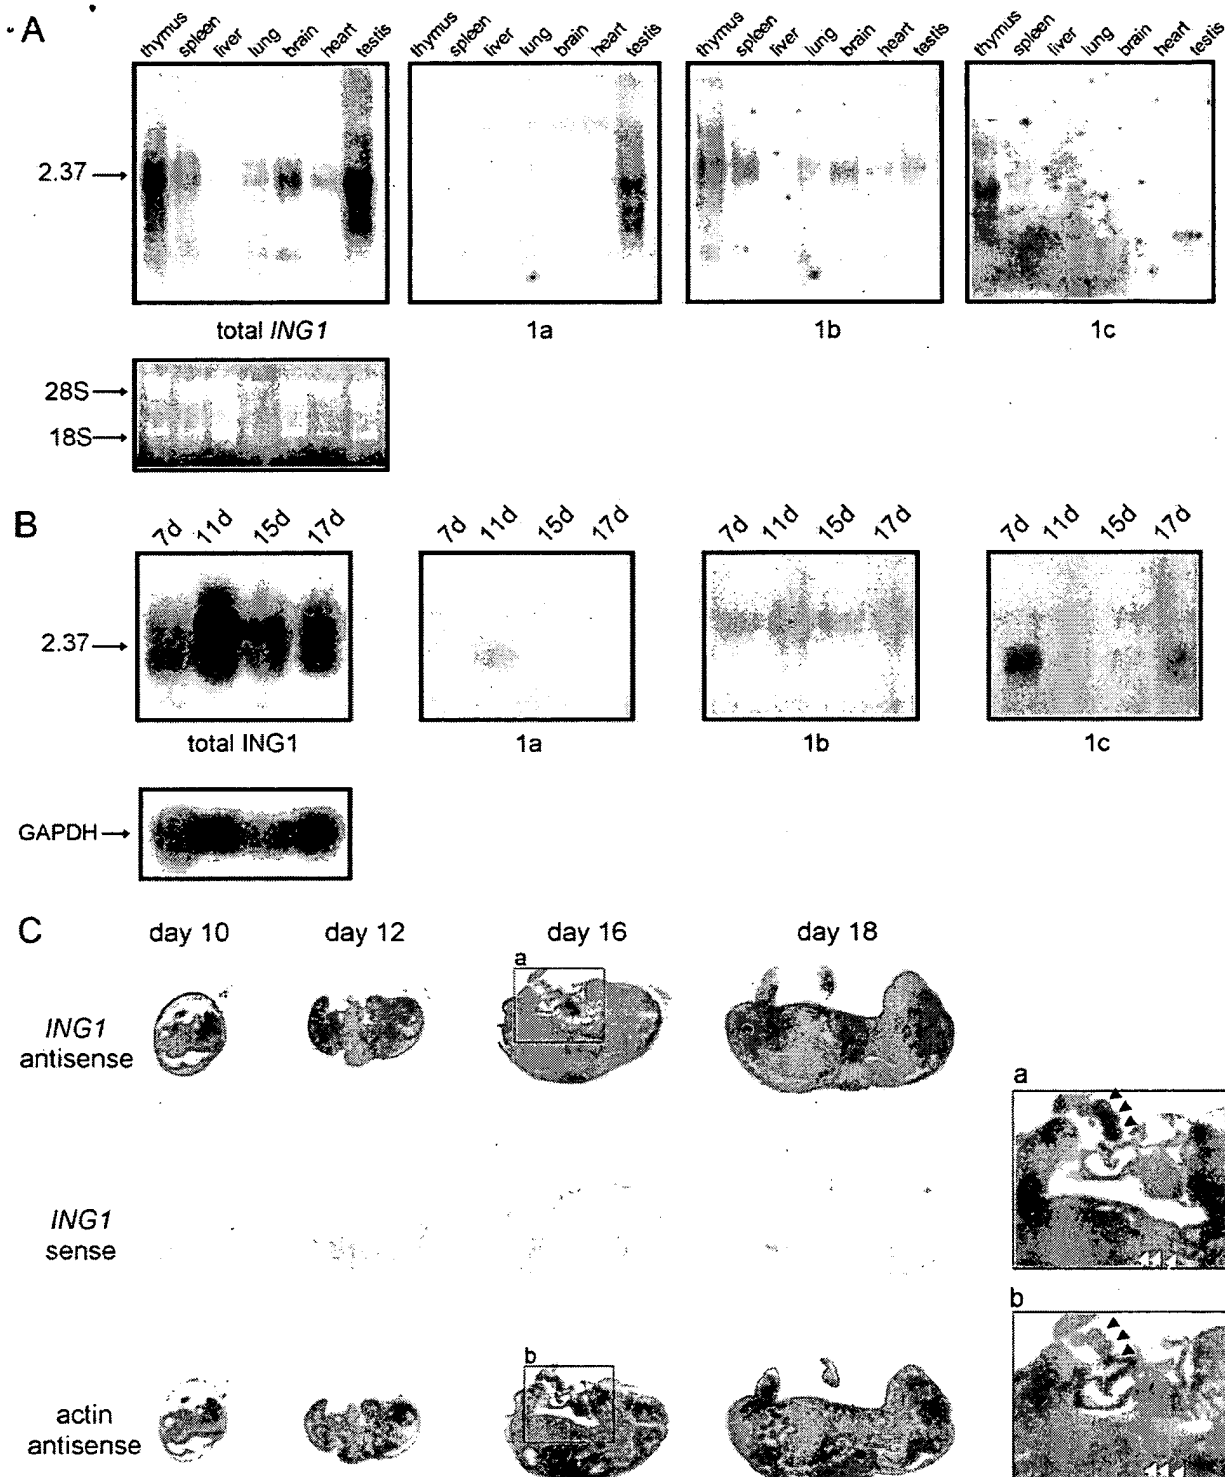 A
thymus spleen liver lung brain heart testis
thymus spleen liver lung brain heart testis
thymus spleen liver lung brain heart testis
thymus spleen liver lung brain heart testis
2.37
total ING1
1a
1b
1c
28S
18S
B
7d 11d 15d 17d
7d 11d 15d 17d
7d 11d 15d 17d
7d 11d 15d 17d
2.37
total ING1
1a
1b
1c
GAPDH
C
day 10
day 12
day 16
day 18
a
ING1
antisense
a
ING1
sense
b
b
actin
antisense